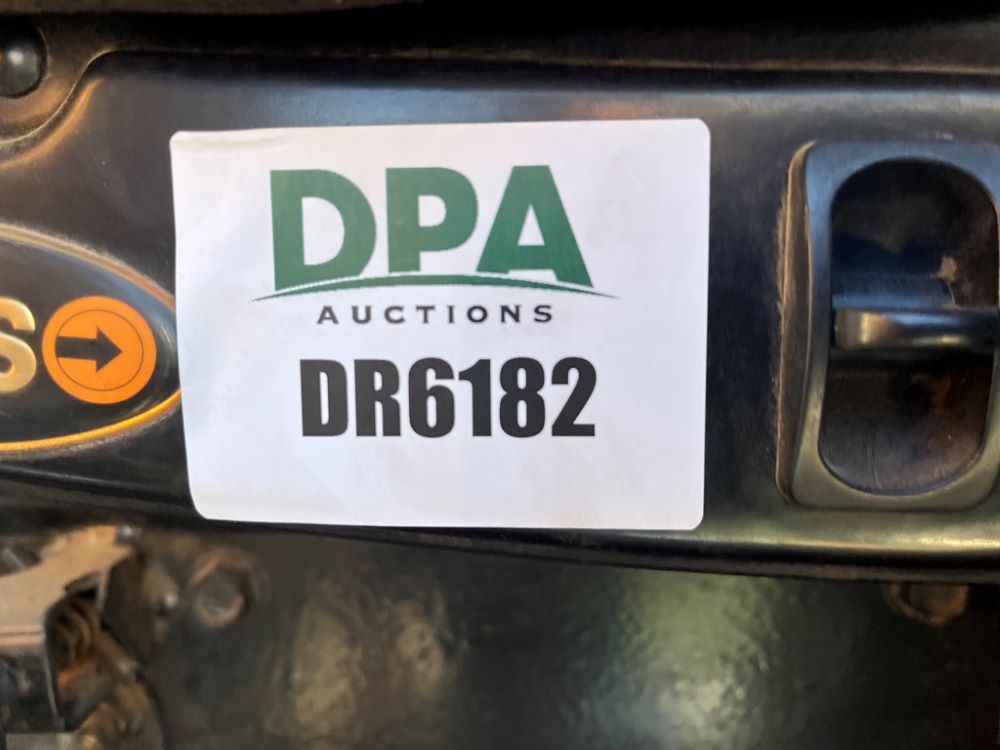 DPA
AUCTIONS
DR6182
S